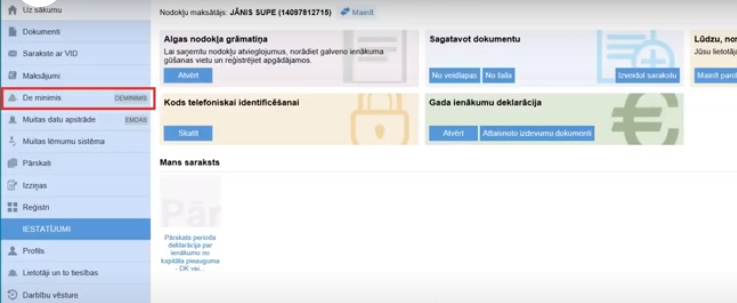 Uz sākumu
Dokumenti
Sarakste ar VID
Maksājumi
De minimis DEMINIMIS
Muitas datu apstrāde EMDAS
Muitas lēmumu sistēma
Pārskati
Izziņas
Reģistri
IESTATĪJUMI
Profils
Lietotāji un to tiesības
Darbību vēsture
Nodokļu maksātājs: JĀNIS SUPE (14097812715) Mainīt
Algas nodokļa grāmatiņa
Lai saņemtu nodokļu atvieglojumus, norādiet galveno ienākuma
gūšanas vietu un reģistrējiet apgādājamos.
Atvērt
Sagatavot dokumentu
No veidlapas No faila Izveidot sarakstu
Lūdzu, nor
Jūsu lietotāj
Mainīt parol
Kods telefoniskai identificēšanai
Skatīt
Gada ienākumu deklarācija
Atvērt Attaisnoto izdevumu dokumenti
Mans saraksts
Pār
Pārskata perioda
deklarācija par
ienākumu no
kapitāla pieauguma
- DK vei...